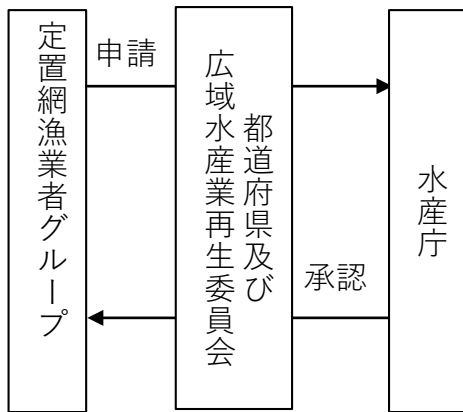 定置網漁業者グループ
申請
都道府県及び
広域水産業再生委員会
承認
水産庁